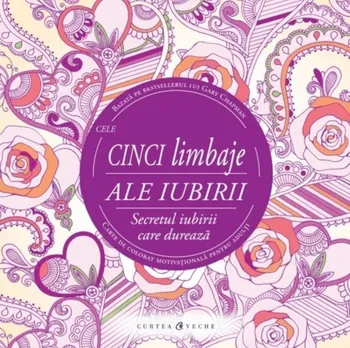 BAZATĂ PE BESTSELLERUL LUI GARY CHAPMAN
CELE
CINCI limbaje
ALE IUBIRII
Secretul iubirii
care durează
CARTE DE COLORAT MOTIVAȚIONALĂ PENTRU ADULȚI
CURTEA VECHE